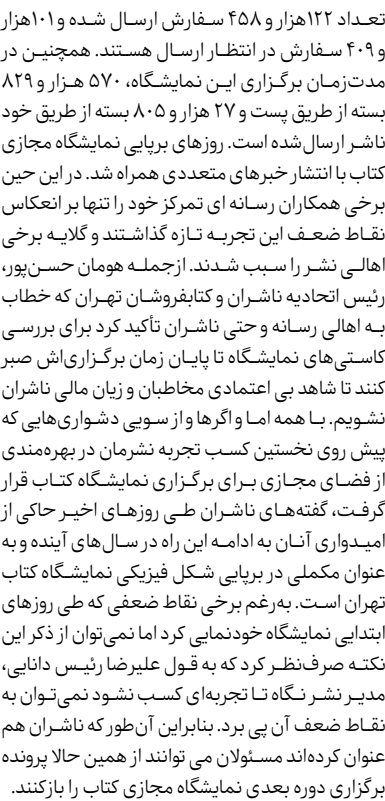 تعداد ۱۲۲هزار و ۴۵۸ سفارش ارسال شده و۱۰۱هزار
و ۴۰۹ سفارش در انتظار ارسال هستند. همچنین در
مدت‌زمان برگزاری این نمایشگاه، ۵۷۰ هزار و ۸۲۹
بسته از طریق پست و ۲۷ هزار و ۸۰۵ بسته از طریق خود
ناشر ارسال‌شده است. روزهای برپایی نمایشگاه مجازی
کتاب با انتشار خبرهای متعددی همراه شد. در این حین
برخی همکاران رسانه ای تمرکز خود را تنها بر انعکاس
نقاط ضعف این تجربه تازه گذاشتند و گلایه برخی
اهالی نشر را سبب شدند. ازجمله هومان حسن‌پور،
رئیس اتحادیه ناشران و کتابفروشان تهران که خطاب
به اهالی رسانه و حتی ناشران تأکید کرد برای بررسی
کاستی‌های نمایشگاه تا پایان زمان برگزاری‌اش صبر
کنند تا شاهد بی اعتمادی مخاطبان و زیان مالی ناشران
نشویم. با همه اما و اگرها و از سویی دشواری‌هایی که
پیش روی نخستین کسب تجربه نشرمان در بهره‌مندی
از فضای مجازی برای برگزاری نمایشگاه کتاب قرار
گرفت، گفته‌های ناشران طی روزهای اخیر حاکی از
امیدواری آنان به ادامه این راه در سال‌های آینده و به
عنوان مکملی در برپایی شکل فیزیکی نمایشگاه کتاب
تهران است. به‌رغم برخی نقاط ضعفی که طی روزهای
ابتدایی نمایشگاه خودنمایی کرد اما نمی‌توان از ذکر این
نکته صرف‌نظر کرد که به قول علیرضا رئیس دانایی،
مدیر نشر نگاه تا تجربه‌ای کسب نشود نمی‌توان به
نقاط ضعف آن پی برد. بنابراین آن‌طور که ناشران هم
عنوان کرده‌اند مسئولان می توانند از همین حالا پرونده
برگزاری دوره بعدی نمایشگاه مجازی کتاب را بازکنند.